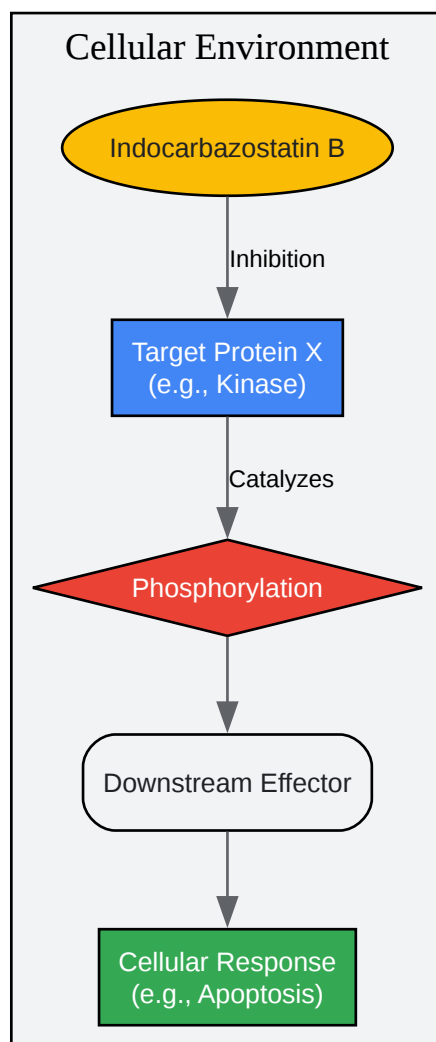 Cellular Environment
Indocarbazostatin B
Inhibition
Target Protein X
(e.g., Kinase)
Catalyzes
Phosphorylation
Downstream Effector
Cellular Response
(e.g., Apoptosis)